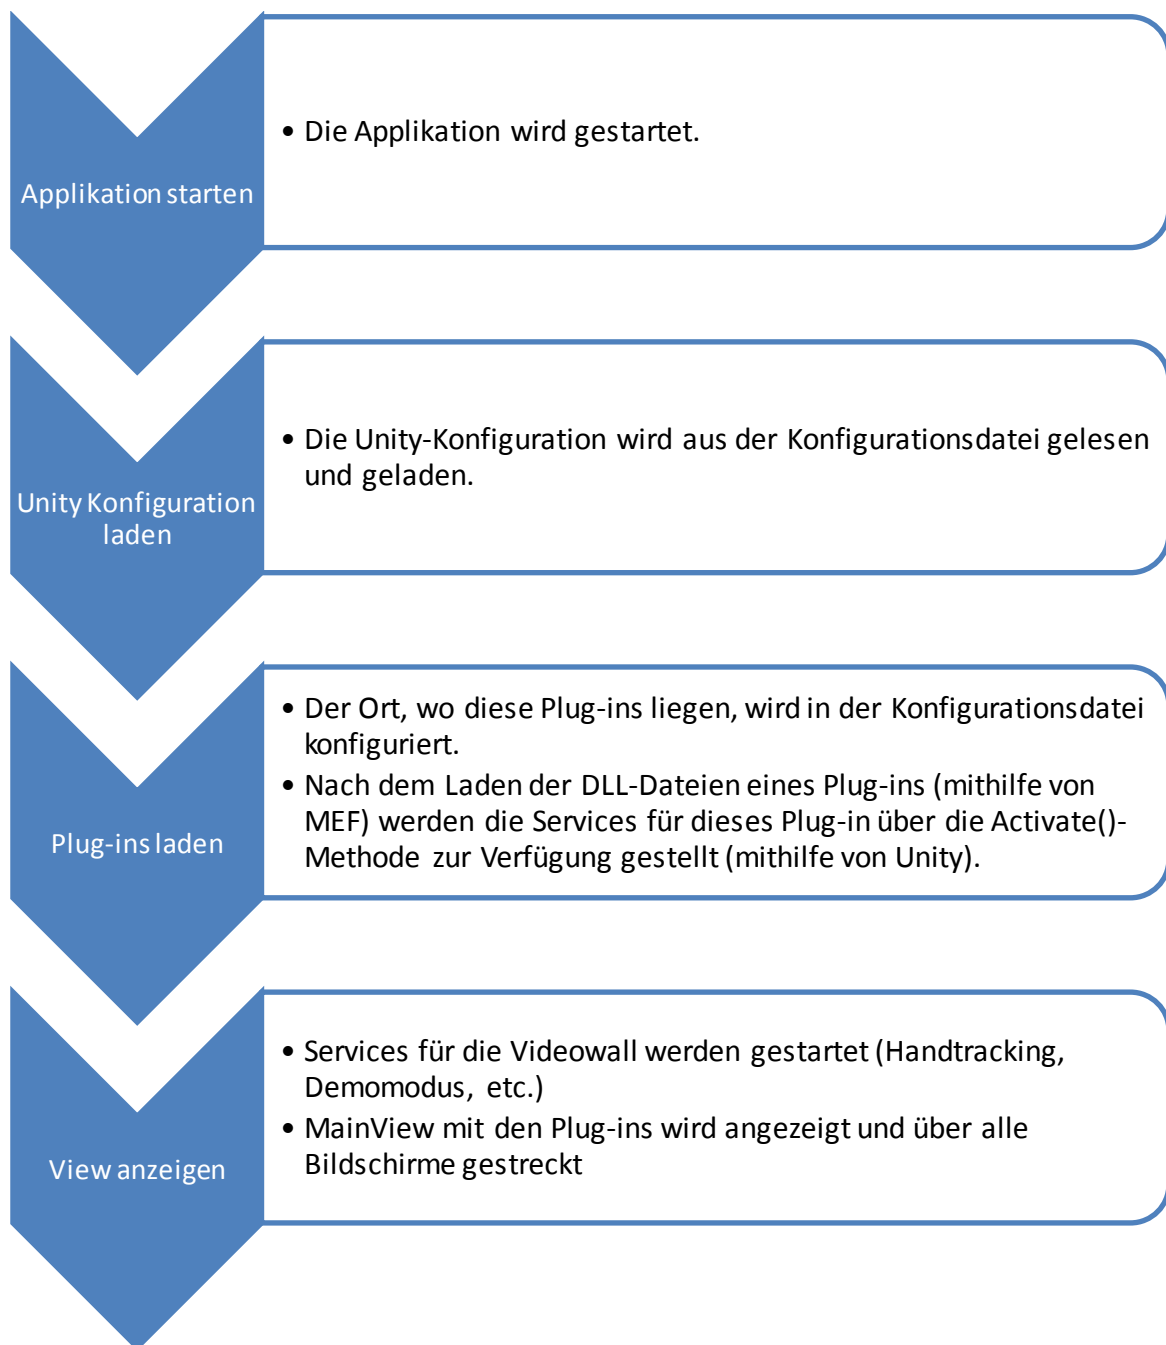 Applikation starten
• Die Applikation wird gestartet.
Unity Konfiguration
laden
• Die Unity-Konfiguration wird aus der Konfigurationsdatei gelesen
und geladen.
Plug-ins laden
• Der Ort, wo diese Plug-ins liegen, wird in der Konfigurationsdatei
konfiguriert.
• Nach dem Laden der DLL-Dateien eines Plug-ins (mithilfe von
MEF) werden die Services für dieses Plug-in über die Activate()-
Methode zur Verfügung gestellt (mithilfe von Unity).
View anzeigen
• Services für die Videowall werden gestartet (Handtracking,
Demomodus, etc.)
• MainView mit den Plug-ins wird angezeigt und über alle
Bildschirme gestreckt